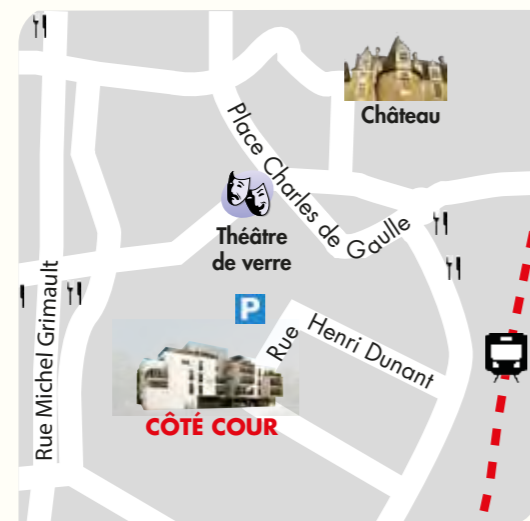 Château
Place Charles de Gaulle
Théâtre
de verre
P
Rue Henri Dunant
CÔTÉ COUR
Rue Michel Grimault